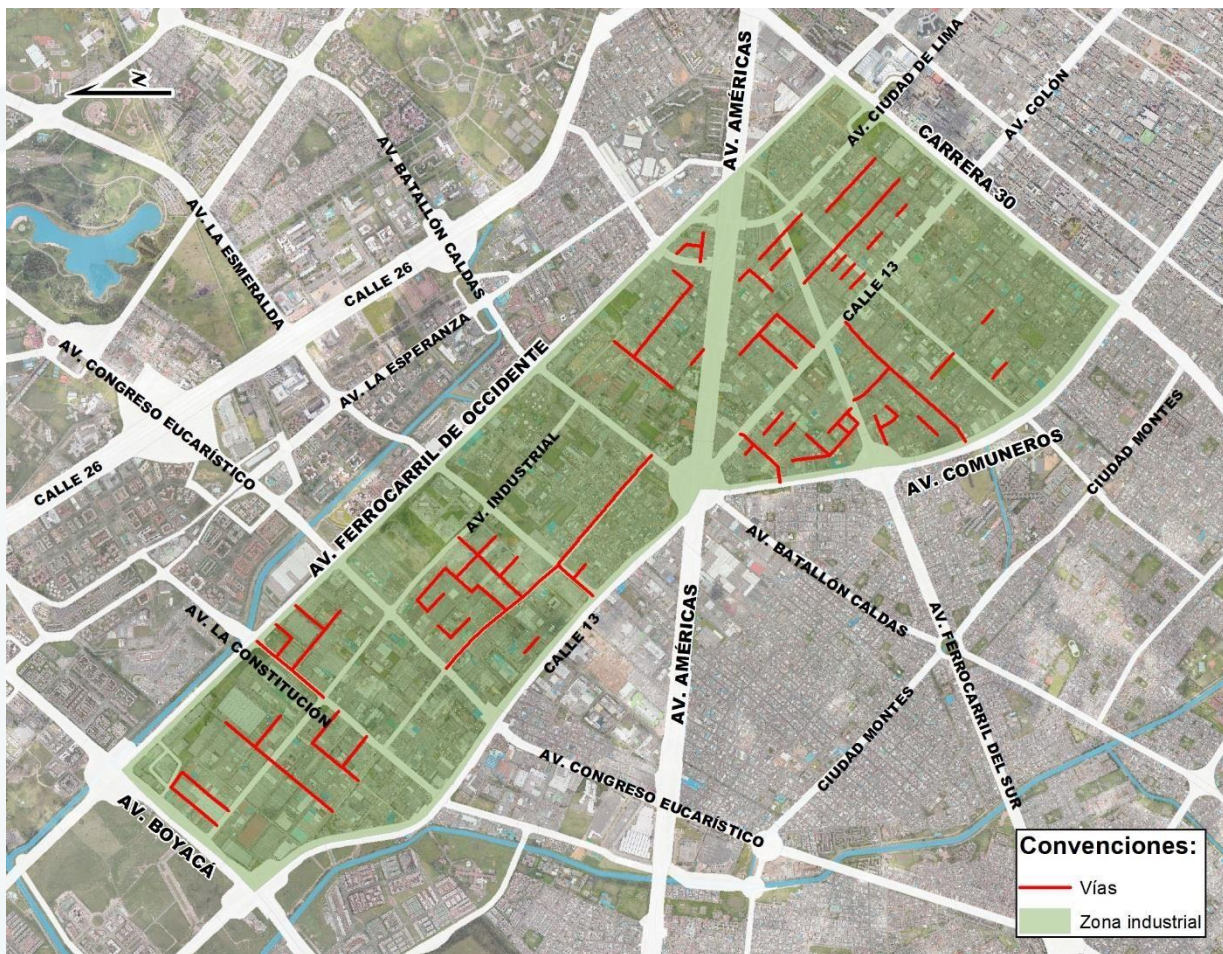 N
AV. AMÉRICAS
AV. CIUDAD DE LIMA
AV. COLÓN
CARRERA 30
AV. BATALLÓN CALDAS
AV. LA ESMERALDA
CALLE 26
CALLE 13
AV. CONGRESO EUCARÍSTICO
AV. LA ESPERANZA
AV. FERROCARRIL DE OCCIDENTE
CIUDAD MONTES
AV. COMUNEROS
AV. INDUSTRIAL
CALLE 26
AV. BATALLÓN CALDAS
AV. LA CONSTITUCIÓN
CALLE 13
AV. AMÉRICAS
AV. FERROCARRIL DEL SUR
CIUDAD MONTES
AV. CONGRESO EUCARÍSTICO
AV. BOYACÁ
Convenciones:
Vías
Zona industrial